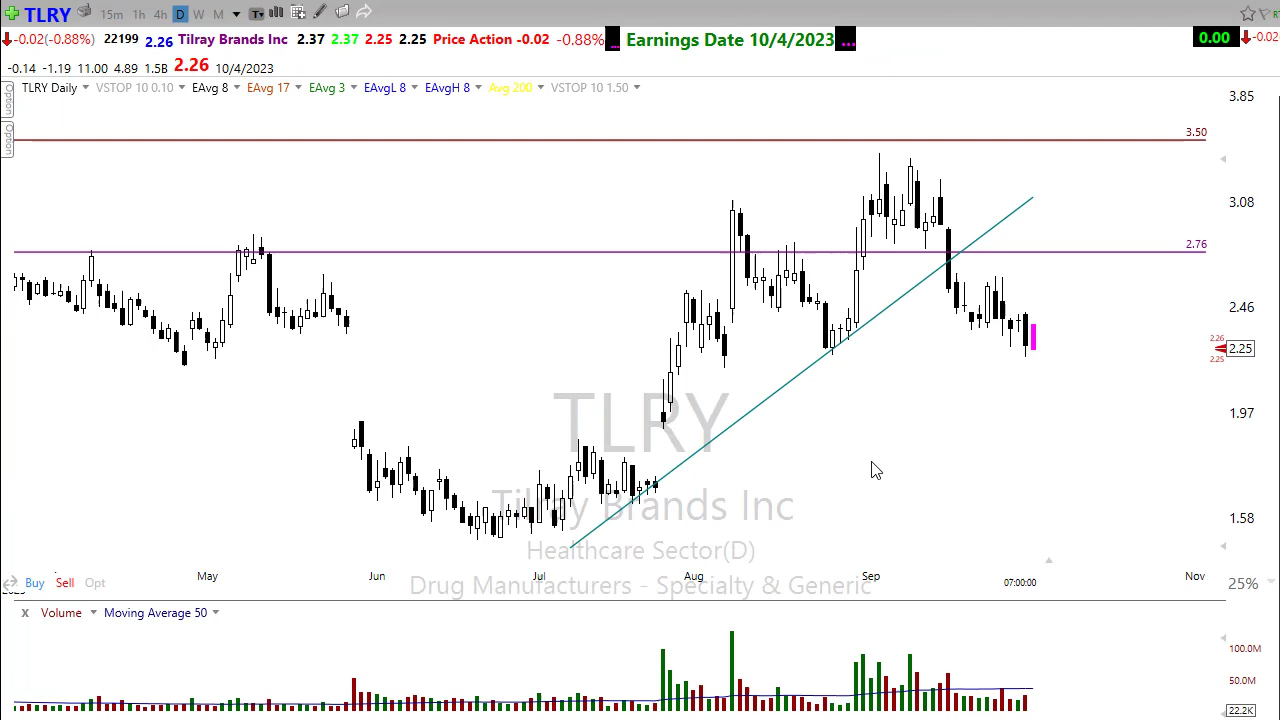 TLRY 15m 1h 4h D W M T
-0.02(-0.88%) 22199 2.26 Tilray Brands Inc 2.37 2.37 2.25 2.25 Price Action -0.02 -0.88% ... Earnings Date 10/4/2023 ... 0.00 -0.02
-0.14 -1.19 11.00 4.89 1.5B 2.26 10/4/2023
TLRY Daily VSTOP 10 0.10 EAvg 8 EAvg 17 EAvg 3 EAvgL 8 EAvgH 8 Avg 200 VSTOP 10 1.50
Option
Option
3.85
3.50
3.08
2.76
2.46
2.26
2.25
2.25
1.97
TLRY
Tilray Brands Inc
1.58
Healthcare Sector(D)
Drug Manufacturers - Specialty & Generic
May Jun Jul Aug Sep 07:00:00 Nov
Buy Sell Opt 25%
X Volume Moving Average 50
100.0M
50.0M
22.2K